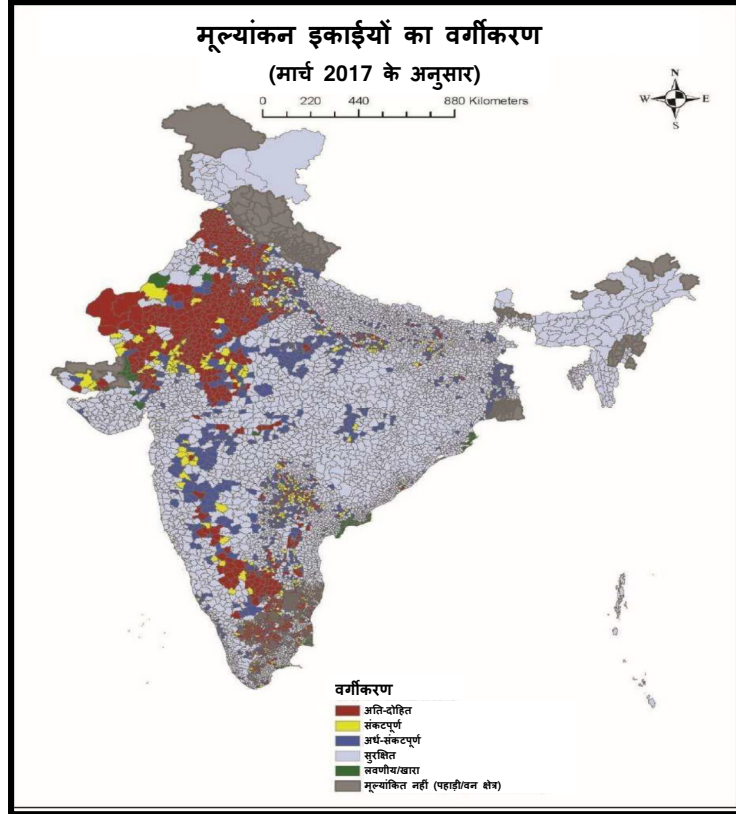 मूल्यांकन इकाईयों का वर्गीकरण
(मार्च 2017 के अनुसार)
0 220 440 880 Kilometers
N
W E
S
वर्गीकरण
अति-दोहित
संकटपूर्ण
अर्ध-संकटपूर्ण
सुरक्षित
लवणीय/खारा
मूल्यांकित नहीं (पहाड़ी/वन क्षेत्र)